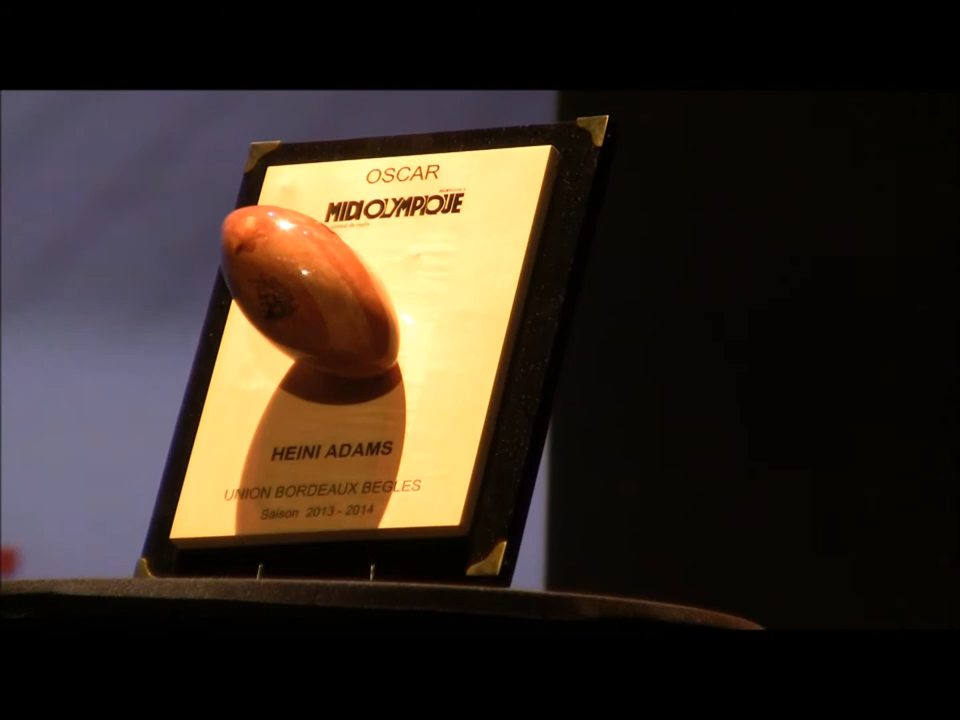 OSCAR
MIDI OLYMPIQUE
HEINI ADAMS
UNION BORDEAUX BEGLES
Saison 2013 - 2014